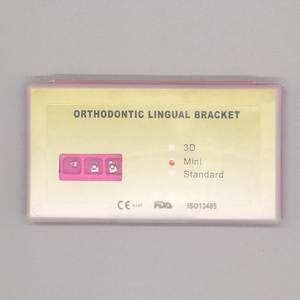 ORTHODONTIC LINGUAL BRACKET
3D
Mini
Standard
CE FDA ISO13485